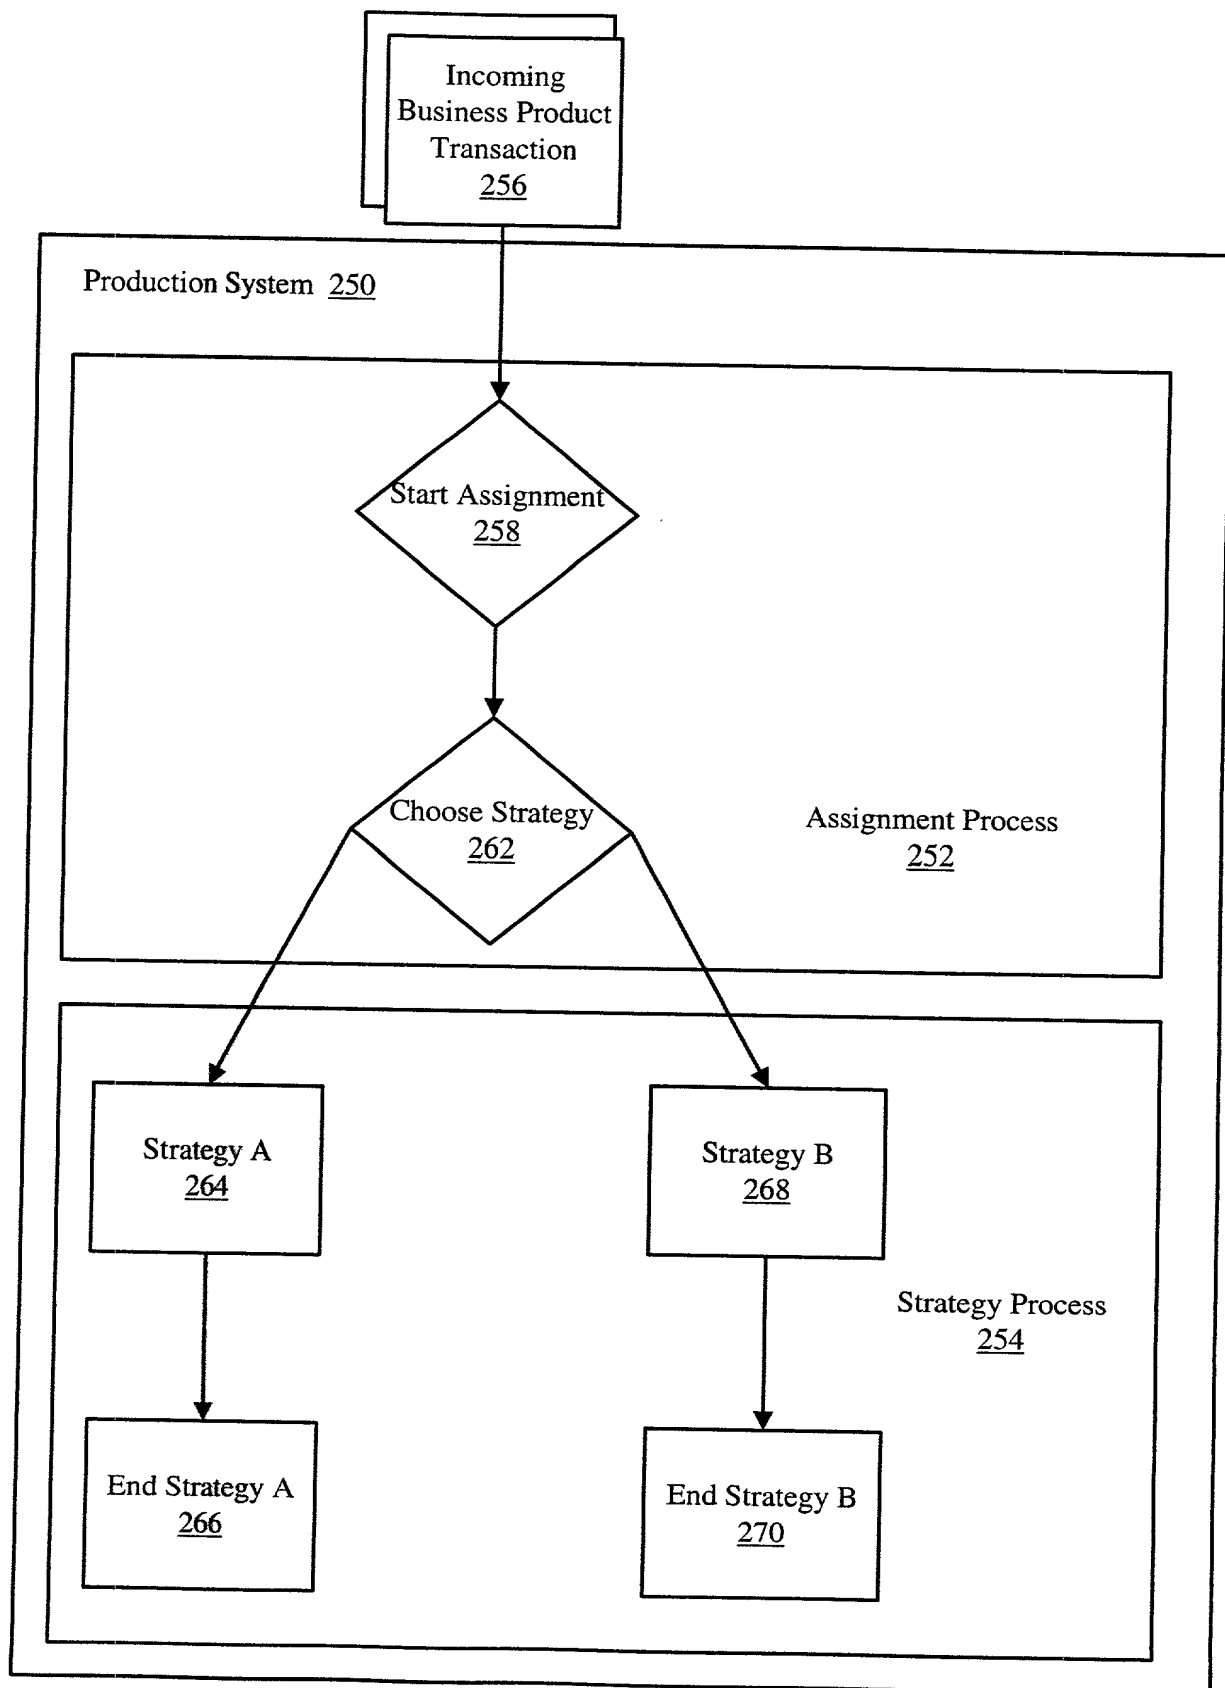 Incoming
Business Product
Transaction
256
Production System 250
Start Assignment
258
Choose Strategy
262
Assignment Process
252
Strategy A
264
Strategy B
268
Strategy Process
254
End Strategy A
266
End Strategy B
270